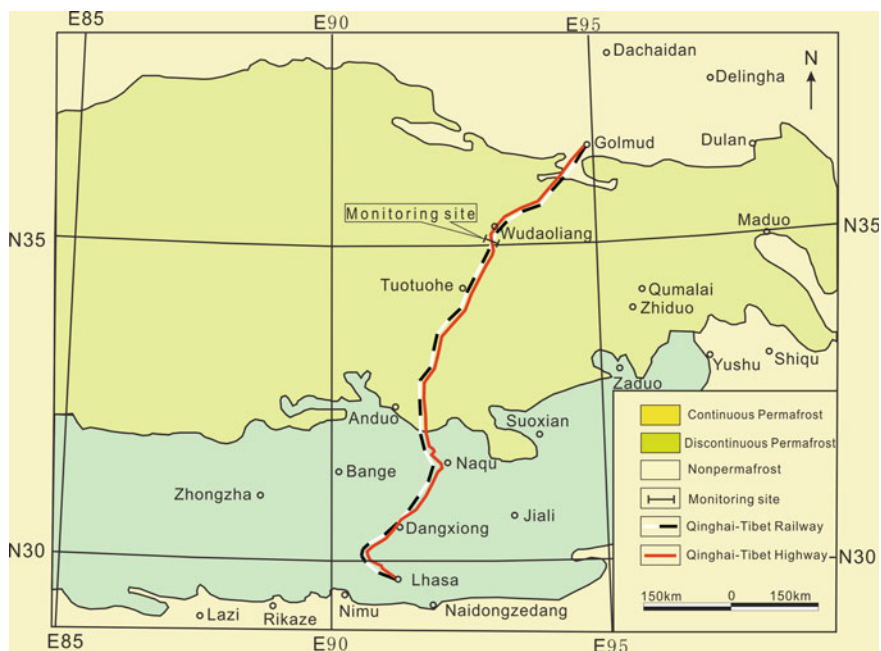 E85
E90
E95
Dachaidan
Delingha
N
Golmud
Dulan
Monitoring site
Maduo
N35
Wudaoliang
N35
Tuotuohe
Qumalai
Zhiduo
Yushu
Shiqu
Zaduo
Anduo
Suoxian
Continuous Permafrost
Discontinuous Permafrost
Naqu
Bange
Nonpermafrost
Zhongzha
Monitoring site
Jiali
Dangxiong
Qinghai-Tibet Railway
N30
Qinghai-Tibet Highway
N30
Lhasa
150km 0 150km
Lazi
Rikaze
Nimu
Naidongzedang
E85
E90
E95